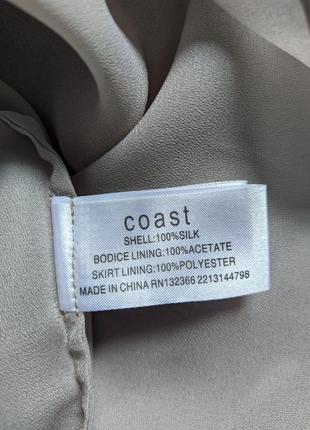 coast
SHELL:100%SILK
BODICE LINING:100%ACETATE
SKIRT LINING:100%POLYESTER
MADE IN CHINA RN132366 2213144798